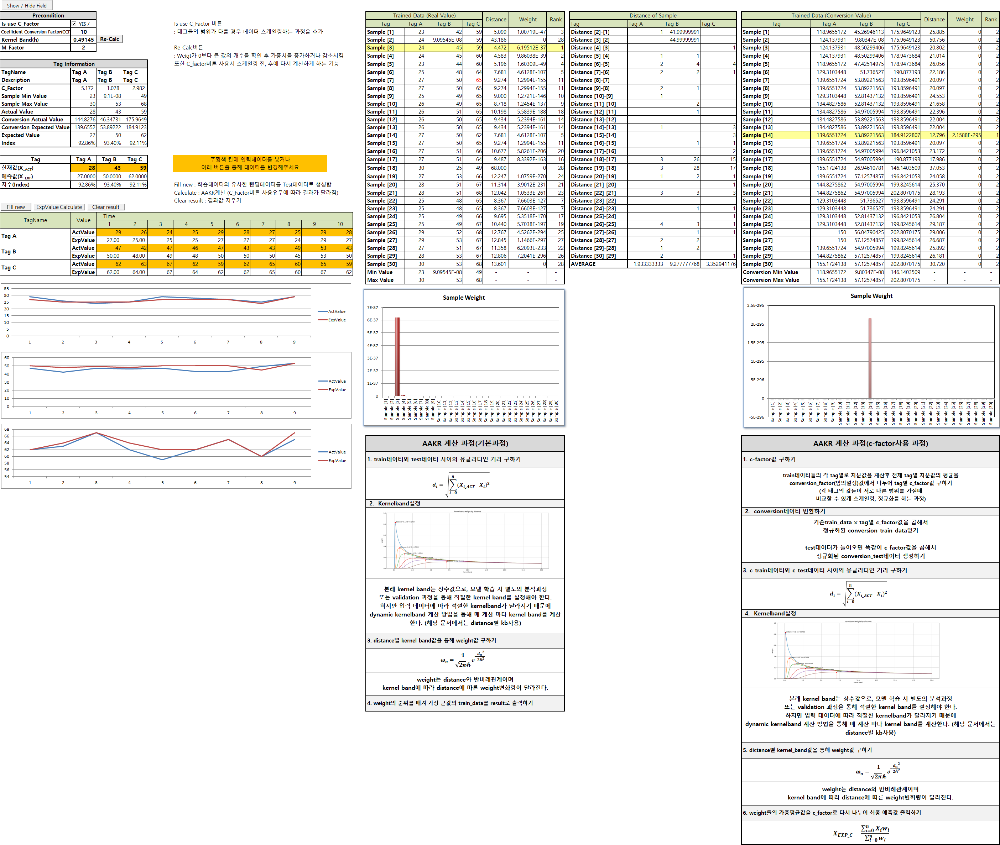 Show / Hide Field
Precondition
Is use C_Factor YES /
Coefficient Conversion Factor(CCF 10
Kernel Band(h) 0.49145 Re-Calc
M_Factor 2
Is use C_Factor 버튼
: 태그들의 범위가 다를 경우 데이터 스케일링하는 과정을 추가
Re-Calc버튼
: Weigt가 0보다 큰 값의 개수를 확인 후 가중치를 증가하거나 감소시킴
또한 C_factor버튼 사용시 스케일링 전, 후에 다시 계산하게 하는 기능
Tag Information
TagName Tag A Tag B Tag C
Description Tag A Tag B Tag C
C_Factor 5.172 1.078 2.982
Sample Min Value 23 9.1E-08 49
Sample Max Value 30 53 68
Actual Value 28 43 59
Conversion Actual Value 144.8276 46.34731 175.9649
Conversion Expected Value 139.6552 53.89222 184.9123
Expected Value 27 50 62
Index 92.86% 93.40% 92.11%
Tag Tag A Tag B Tag C
현재값(X_ACT) 28 43 59
예측값(X_EXP) 27.0000 50.0000 62.0000
지수(Index) 92.86% 93.40% 92.11%
주황색 칸에 입력데이터를 넣거나
아래 버튼을 통해 데이터를 변경해주세요
Fill new : 학습데이터와 유사한 랜덤데이터를 Test데이터로 생성함
Calculate : AAKR계산 (C_Factor버튼 사용유무에 따라 결과가 달라짐)
Clear resuilt : 결과값 지우기
Fill new ExpValue Calculate Clear result
TagName Value Time
1 2 3 4 5 6 7 8 9 10
Tag A ActValue 29 26 24 25 29 28 27 25 29 28
ExpValue 27.00 25.00 25 25 27 27 27 24 29 27
Tag B ActValue 47 42 47 46 47 43 43 49 53 43
ExpValue 50.00 48.00 49 48 50 50 50 45 53 50
Tag C ActValue 62 63 67 62 59 62 65 60 65 59
ExpValue 62.00 64.00 67 64 62 62 65 60 67 62
35
30
25
20
15
10
5
0
1 2 3 4 5 6 7 8 9
ActValue
ExpValue
60
50
40
30
20
10
0
1 2 3 4 5 6 7 8 9
ActValue
ExpValue
68
66
64
62
60
58
56
54
1 2 3 4 5 6 7 8 9
ActValue
ExpValue
Trained Data (Real Value) Distance Weight Rank
Tag Tag A Tag B Tag C
Sample [1] 23 42 59 5.099 1.00719E-47 3
Sample [2] 24 9.09545E-08 59 43.186 0 28
Sample [3] 24 45 59 4.472 6.19512E-37 1
Sample [4] 24 45 60 4.583 9.86038E-39 2
Sample [5] 23 44 60 5.196 1.60309E-49 4
Sample [6] 25 48 64 7.681 4.6128E-107 5
Sample [7] 27 50 65 9.274 1.2994E-155 11
Sample [8] 27 50 65 9.274 1.2994E-155 11
Sample [9] 25 49 65 9.000 1.2721E-146 10
Sample [10] 26 49 65 8.718 1.2454E-137 9
Sample [11] 26 51 65 10.198 5.5839E-188 18
Sample [12] 26 50 65 9.434 5.2394E-161 14
Sample [13] 26 50 65 9.434 5.2394E-161 14
Sample [14] 27 50 62 7.681 4.6128E-107 5
Sample [15] 27 50 65 9.274 1.2994E-155 11
Sample [16] 27 51 66 10.677 5.8261E-206 20
Sample [17] 27 51 64 9.487 8.3392E-163 16
Sample [18] 30 25 49 68.000 0 28
Sample [19] 27 53 66 12.247 1.0759E-270 24
Sample [20] 28 51 67 11.314 3.9012E-231 21
Sample [21] 28 51 68 12.042 1.0533E-261 23
Sample [22] 25 48 65 8.367 7.6603E-127 7
Sample [23] 25 48 65 8.367 7.6603E-127 7
Sample [24] 25 49 66 9.695 5.3518E-170 17
Sample [25] 25 49 67 10.440 5.7038E-197 19
Sample [26] 29 52 68 12.767 4.5262E-294 25
Sample [27] 29 53 67 12.845 1.1466E-297 27
Sample [28] 27 51 67 11.358 6.2093E-233 22
Sample [29] 28 53 67 12.806 7.2041E-296 26
Sample [30] 30 53 68 13.601 0 28
Min Value 23 9.09545E-08 49 - - -
Max Value 30 53 68 - - -
Distance of Sample
Tag Tag A Tag B Tag C
Distance [2]-[1] 1 41.99999991
Distance [3]-[2] 44.99999991
Distance [4]-[3] 1
Distance [5]-[4] 1 1
Distance [6]-[5] 2 4 4
Distance [7]-[6] 2 2 1
Distance [8]-[7]
Distance [9]-[8] 2 1
Distance [10]-[9] 1
Distance [11]-[10] 2
Distance [12]-[11] 1
Distance [13]-[12]
Distance [14]-[13] 1 3
Distance [15]-[14] 3
Distance [16]-[15] 1 1
Distance [17]-[16] 2
Distance [18]-[17] 3 26 15
Distance [19]-[18] 3 28 17
Distance [20]-[19] 1 2 1
Distance [21]-[20] 1
Distance [22]-[21] 3 3 3
Distance [23]-[22]
Distance [24]-[23] 1 1
Distance [25]-[24] 1
Distance [26]-[25] 4 3 1
Distance [27]-[26] 1 1
Distance [28]-[27] 2 2
Distance [29]-[28] 1 2
Distance [30]-[29] 2 1
AVERAGE 1.933333333 9.277777768 3.352941176
Trained Data (Conversion Value) Distance Weight Rank
Tag Tag A Tag B Tag C
Sample [1] 118.9655172 45.26946113 175.9649123 25.885 0 2
Sample [2] 124.137931 9.80347E-08 175.9649123 50.756 0 2
Sample [3] 124.137931 48.50299406 175.9649123 20.802 0 2
Sample [4] 124.137931 48.50299406 178.9473684 21.014 0 2
Sample [5] 118.9655172 47.42514975 178.9473684 26.056 0 2
Sample [6] 129.3103448 51.736527 190.877193 22.186 0 2
Sample [7] 139.6551724 53.89221563 193.8596491 20.097 0 2
Sample [8] 139.6551724 53.89221563 193.8596491 20.097 0 2
Sample [9] 129.3103448 52.81437132 193.8596491 24.553 0 2
Sample [10] 134.4827586 52.81437132 193.8596491 21.658 0 2
Sample [11] 134.4827586 54.97005994 193.8596491 22.396 0 2
Sample [12] 134.4827586 53.89221563 193.8596491 22.004 0 2
Sample [13] 134.4827586 53.89221563 193.8596491 22.004 0 2
Sample [14] 139.6551724 53.89221563 184.9122807 12.796 2.1588E-295 1
Sample [15] 139.6551724 53.89221563 193.8596491 20.097 0 2
Sample [16] 139.6551724 54.97005994 196.8421053 23.172 0 2
Sample [17] 139.6551724 54.97005994 190.877193 17.986 0 2
Sample [18] 155.1724138 26.94610781 146.1403509 37.053 0 2
Sample [19] 139.6551724 57.12574857 196.8421053 24.058 0 2
Sample [20] 144.8275862 54.97005994 199.8245614 25.370 0 2
Sample [21] 144.8275862 54.97005994 202.8070175 28.193 0 2
Sample [22] 129.3103448 51.736527 193.8596491 24.291 0 2
Sample [23] 129.3103448 51.736527 193.8596491 24.291 0 2
Sample [24] 129.3103448 52.81437132 196.8421053 26.804 0 2
Sample [25] 129.3103448 52.81437132 199.8245614 29.187 0 2
Sample [26] 150 56.04790425 202.8070175 29.006 0 2
Sample [27] 150 57.12574857 199.8245614 26.687 0 2
Sample [28] 139.6551724 54.97005994 199.8245614 25.892 0 2
Sample [29] 144.8275862 57.12574857 199.8245614 26.181 0 2
Sample [30] 155.1724138 57.12574857 202.8070175 30.720 0 2
Conversion Min Value 118.9655172 9.80347E-08 146.1403509 - - -
Conversion Max Value 155.1724138 57.12574857 202.8070175 - - -
Sample Weight
7E-37
6E-37
5E-37
4E-37
3E-37
2E-37
1E-37
0
Sample [1] Sample [2] Sample [3] Sample [4] Sample [5] Sample [6] Sample [7] Sample [8] Sample [9] Sample [10] Sample [11] Sample [12] Sample [13] Sample [14] Sample [15] Sample [16] Sample [17] Sample [18] Sample [19] Sample [20] Sample [21] Sample [22] Sample [23] Sample [24] Sample [25] Sample [26] Sample [27] Sample [28] Sample [29] Sample [30]
Sample Weight
2.5E-295
2E-295
1.5E-295
1E-295
5E-296
0
-5E-296
Sample [1] Sample [2] Sample [3] Sample [4] Sample [5] Sample [6] Sample [7] Sample [8] Sample [9] Sample [10] Sample [11] Sample [12] Sample [13] Sample [14] Sample [15] Sample [16] Sample [17] Sample [18] Sample [19] Sample [20] Sample [21] Sample [22] Sample [23] Sample [24] Sample [25] Sample [26] Sample [27] Sample [28] Sample [29] Sample [30]
AAKR 계산 과정(기본과정)
1. train데이터와 test데이터 사이의 유클리디언 거리 구하기
d_i = √(∑_{i=0}^{n}(X_{i_ACT}−X_i)²)
2. Kernelband설정
kernelband-weight by distance
본래 kernel band는 상수값으로, 모델 학습 시 별도의 분석과정
또는 validation 과정을 통해 적절한 kernel band를 설정해야 한다.
하지만 입력 데이터에 따라 적절한 kernelband가 달라지기 때문에
dynamic kernelband 계산 방법을 통해 매 계산 마다 kernel band를 계산
한다. (해당 문서에서는 distance별 kb사용)
3. distance별 kernel_band값을 통해 weight값 구하기
ω_n = 1/(√2πh) e^{-d_n²/2h²}
weight는 distance와 반비례관계이며
kernel band에 따라 distance에 따른 weight변화량이 달라진다.
4. weight의 순위를 매겨 가장 큰값의 train_data를 result로 출력하기
AAKR 계산 과정(c-factor사용 과정)
1. c-factor값 구하기
train데이터들의 각 tag별로 차분값을 계산후 전체 tag별 차분값의 평균을
conversion_factor(임의설정)값에서 나누어 tag별 c_factor값 구하기
(각 태그의 값들이 서로 다른 범위를 가질때
비교할 수 있게 스케일링, 정규화를 하는 과정)
2. conversion데이터 변환하기
기존train_data x tag별 c_factor값을 곱해서
정규화된 conversion_train_data얻기
test데이터가 들어오면 똑같이 c_factor값을 곱해서
정규화된 conversion_test데이터 생성하기
3. c_train데이터와 c_test데이터 사이의 유클리디언 거리 구하기
d_i = √(∑_{i=0}^{n}(X_{i_ACT}−X_i)²)
4. Kernelband설정
kernelband-weight by distance
본래 kernel band는 상수값으로, 모델 학습 시 별도의 분석과정
또는 validation 과정을 통해 적절한 kernel band를 설정해야 한다.
하지만 입력 데이터에 따라 적절한 kernelband가 달라지기 때문에
dynamic kernelband 계산 방법을 통해 매 계산 마다 kernel band를 계산한다. (해당 문서에서는
distance별 kb사용)
5. distance별 kernel_band값을 통해 weight값 구하기
ω_n = 1/(√2πh) e^{-d_n²/2h²}
weight는 distance와 반비례관계이며
kernel band에 따라 distance에 따른 weight변화량이 달라진다.
6. weight들의 가중평균값을 c_factor로 다시 나누어 최종 예측값 출력하기
X_{EXP_C} = ∑_{i=0}^{n} X_i w_i / ∑_{i=0}^{n} w_i